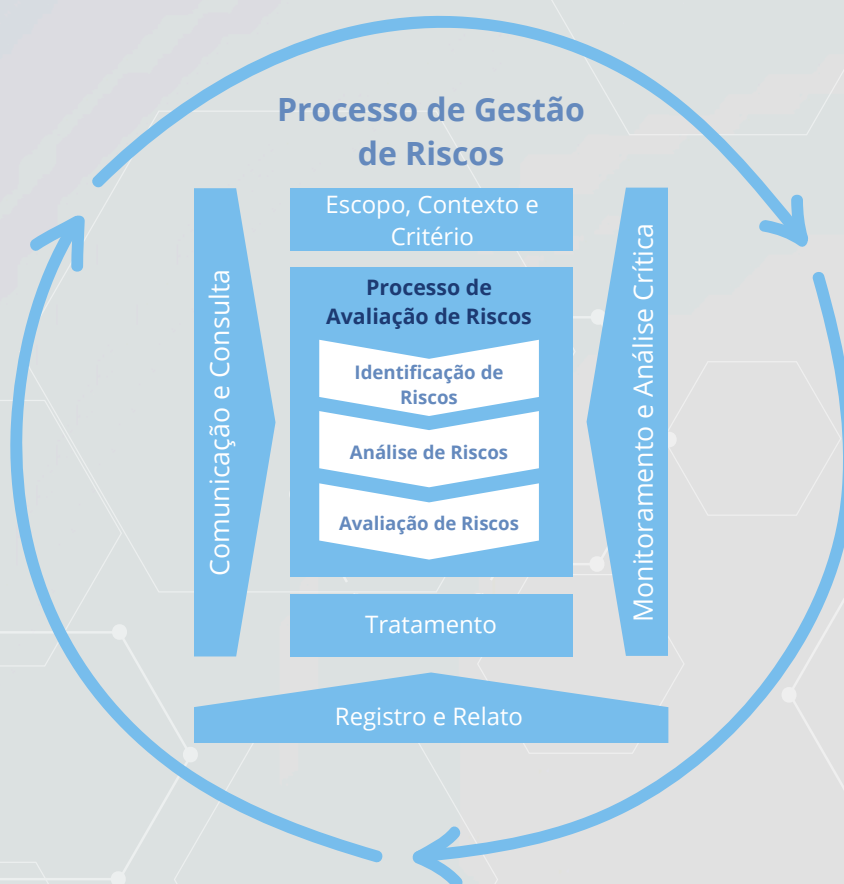 Processo de Gestão
de Riscos
Escopo, Contexto e
Critério
Comunicação e Consulta
Processo de
Avaliação de Riscos
Identificação de
Riscos
Análise de Riscos
Avaliação de Riscos
Monitoramento e Análise Crítica
Tratamento
Registro e Relato